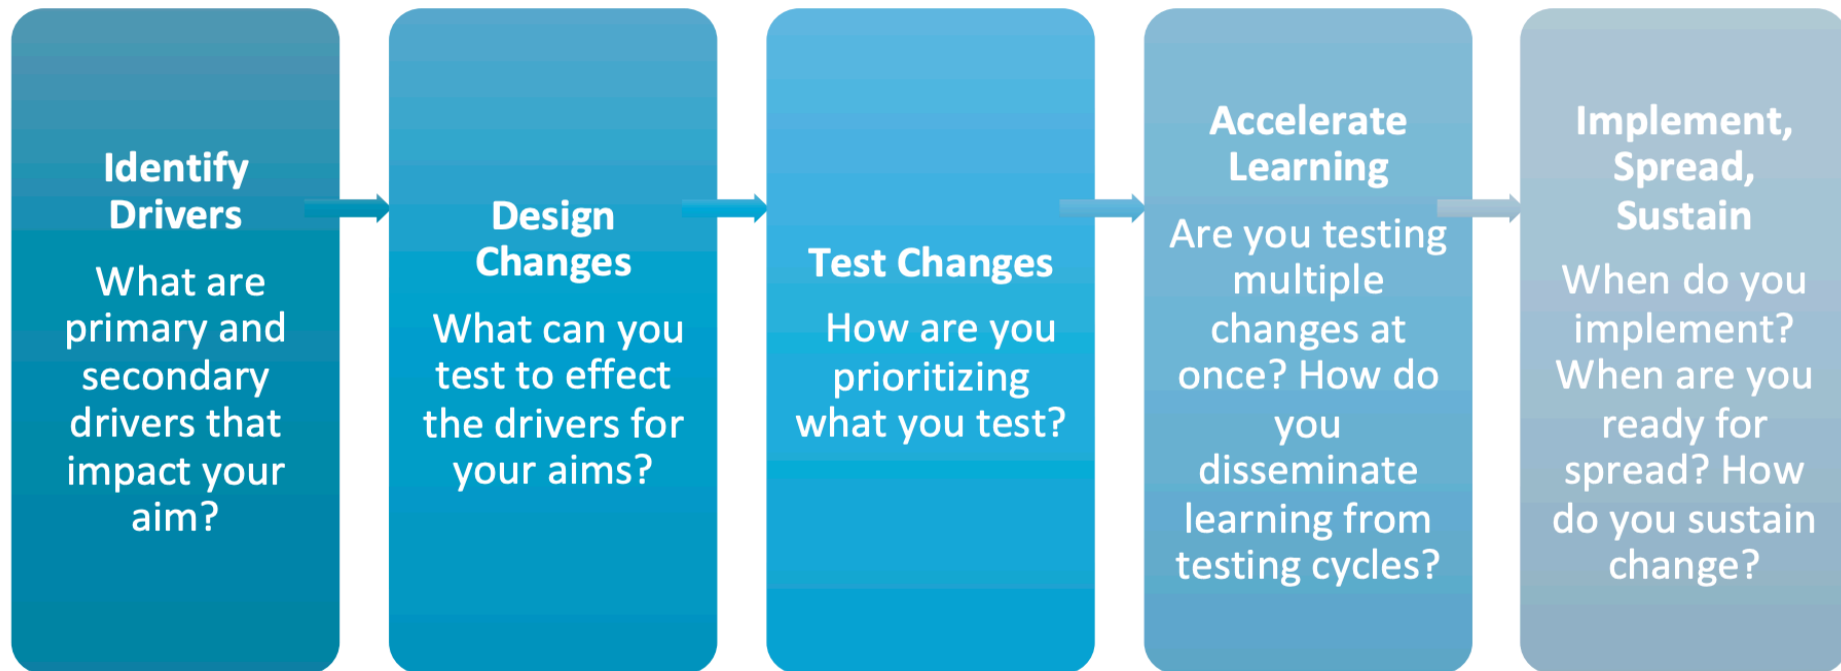 Identify
Drivers
What are
primary and
secondary
drivers that
impact your
aim?
Design
Changes
What can you
test to effect
the drivers for
your aims?
Test Changes
How are you
prioritizing
what you test?
Accelerate
Learning
Are you testing
multiple
changes at
once? How do
you
disseminate
learning from
testing cycles?
Implement,
Spread,
Sustain
When do you
implement?
When are you
ready for
spread? How
do you sustain
change?